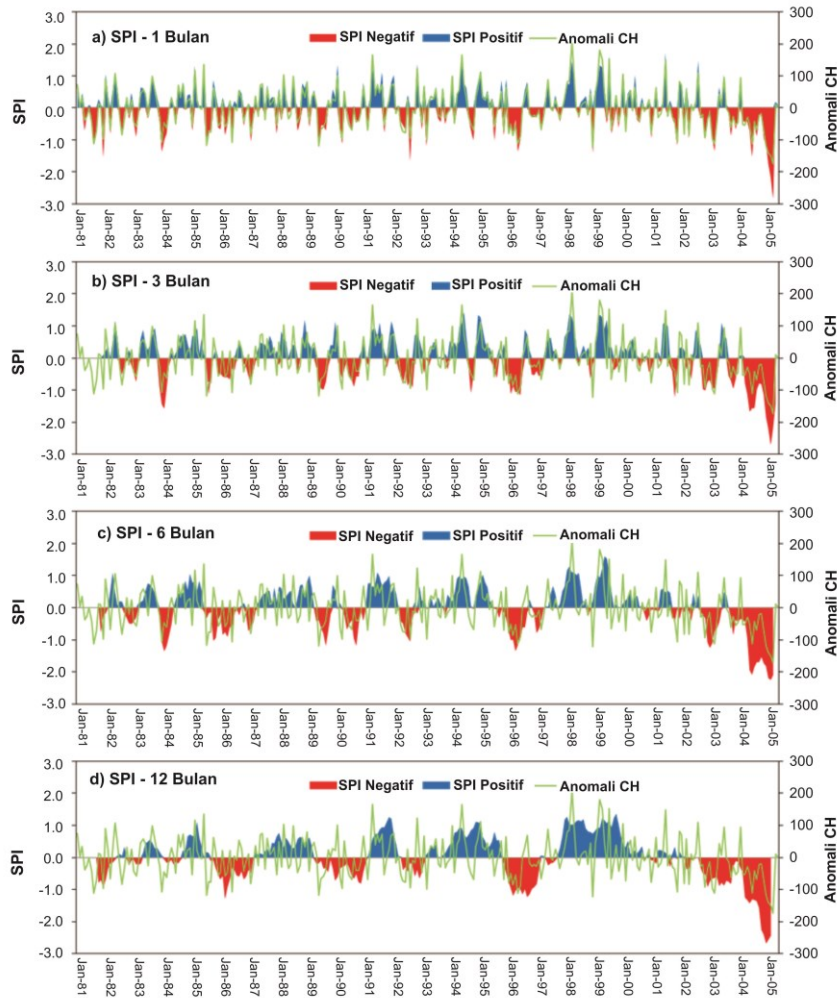 a) SPI - 1 Bulan
SPI Negatif SPI Positif Anomali CH
3.0 2.0 1.0 0.0 -1.0 -2.0 -3.0
SPI
300 200 100 0 -100 -200 -300
Anomali CH
Jan-81 Jan-82 Jan-83 Jan-84 Jan-85 Jan-86 Jan-87 Jan-88 Jan-89 Jan-90 Jan-91 Jan-92 Jan-93 Jan-94 Jan-95 Jan-96 Jan-97 Jan-98 Jan-99 Jan-00 Jan-01 Jan-02 Jan-03 Jan-04 Jan-05
b) SPI - 3 Bulan
SPI Negatif SPI Positif Anomali CH
3.0 2.0 1.0 0.0 -1.0 -2.0 -3.0
SPI
300 200 100 0 -100 -200 -300
Anomali CH
Jan-81 Jan-82 Jan-83 Jan-84 Jan-85 Jan-86 Jan-87 Jan-88 Jan-89 Jan-90 Jan-91 Jan-92 Jan-93 Jan-94 Jan-95 Jan-96 Jan-97 Jan-98 Jan-99 Jan-00 Jan-01 Jan-02 Jan-03 Jan-04 Jan-05
c) SPI - 6 Bulan
SPI Negatif SPI Positif Anomali CH
3.0 2.0 1.0 0.0 -1.0 -2.0 -3.0
SPI
300 200 100 0 -100 -200 -300
Anomali CH
Jan-81 Jan-82 Jan-83 Jan-84 Jan-85 Jan-86 Jan-87 Jan-88 Jan-89 Jan-90 Jan-91 Jan-92 Jan-93 Jan-94 Jan-95 Jan-96 Jan-97 Jan-98 Jan-99 Jan-00 Jan-01 Jan-02 Jan-03 Jan-04 Jan-05
d) SPI - 12 Bulan
SPI Negatif SPI Positif Anomali CH
3.0 2.0 1.0 0.0 -1.0 -2.0 -3.0
SPI
300 200 100 0 -100 -200 -300
Anomali CH
Jan-81 Jan-82 Jan-83 Jan-84 Jan-85 Jan-86 Jan-87 Jan-88 Jan-89 Jan-90 Jan-91 Jan-92 Jan-93 Jan-94 Jan-95 Jan-96 Jan-97 Jan-98 Jan-99 Jan-00 Jan-01 Jan-02 Jan-03 Jan-04 Jan-05